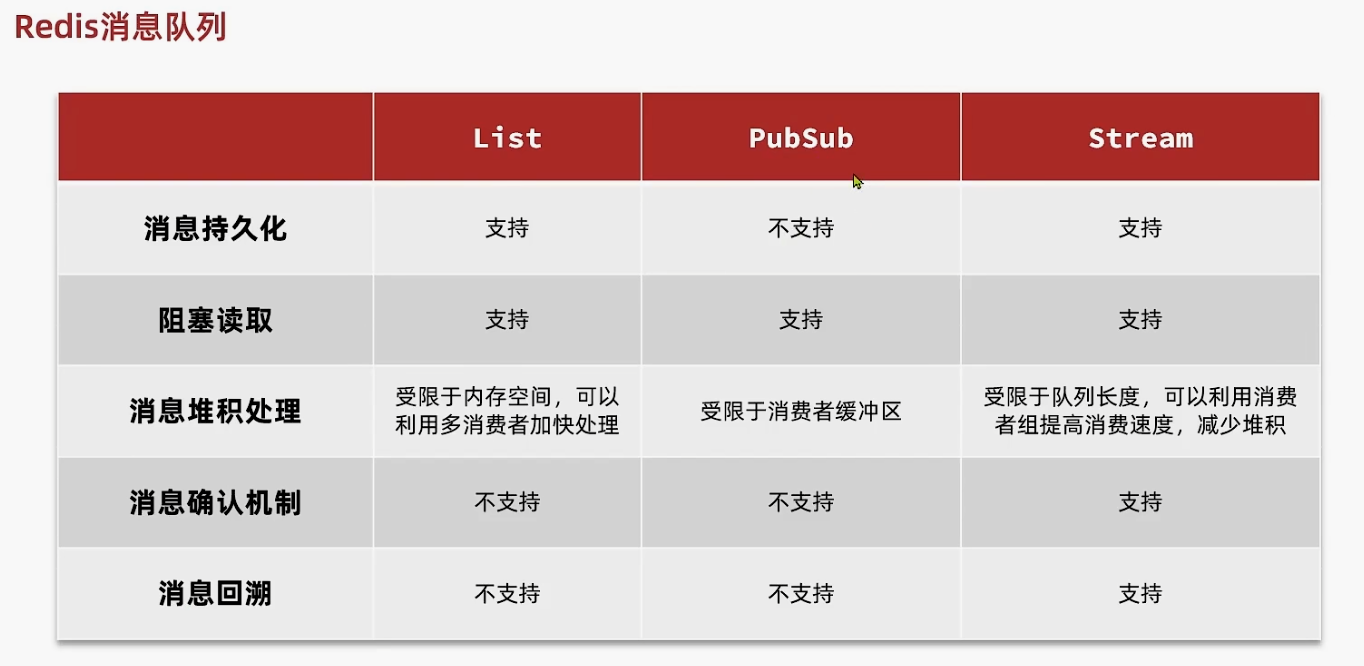 Redis消息队列
List PubSub Stream
消息持久化 支持 不支持 支持
阻塞读取 支持 支持 支持
消息堆积处理
受限于内存空间，可以
利用多消费者加快处理
受限于消费者缓冲区
受限于队列长度，可以利用消费
者组提高消费速度，减少堆积
消息确认机制 不支持 不支持 支持
消息回溯 不支持 不支持 支持